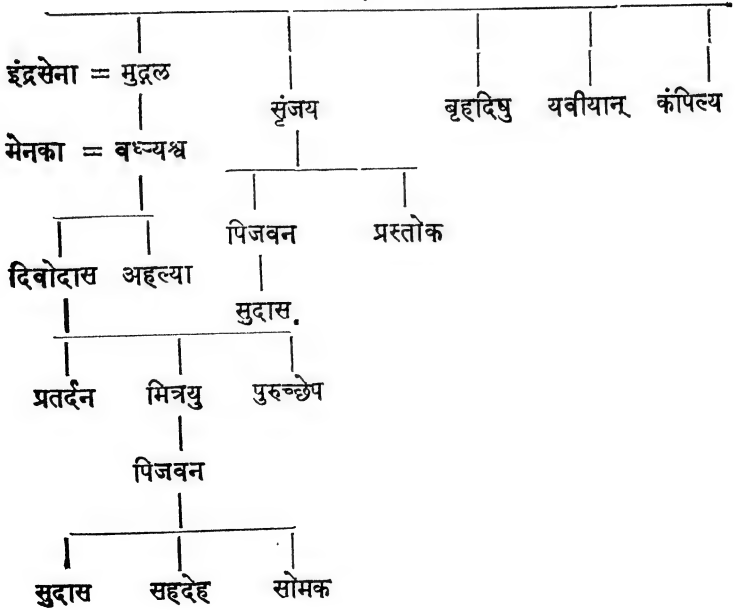 इंद्रसेना = मुद्गल
सृंजय बृहदिषु यवीयान् कंपिल्य
मेनका = वध्र्यश्व
पिजवन प्रस्तोक
दिवोदास अहल्या
सुदास.
प्रतर्दन मित्रयु पुरुच्छेप
पिजवन
सुदास सहदेह सोमक